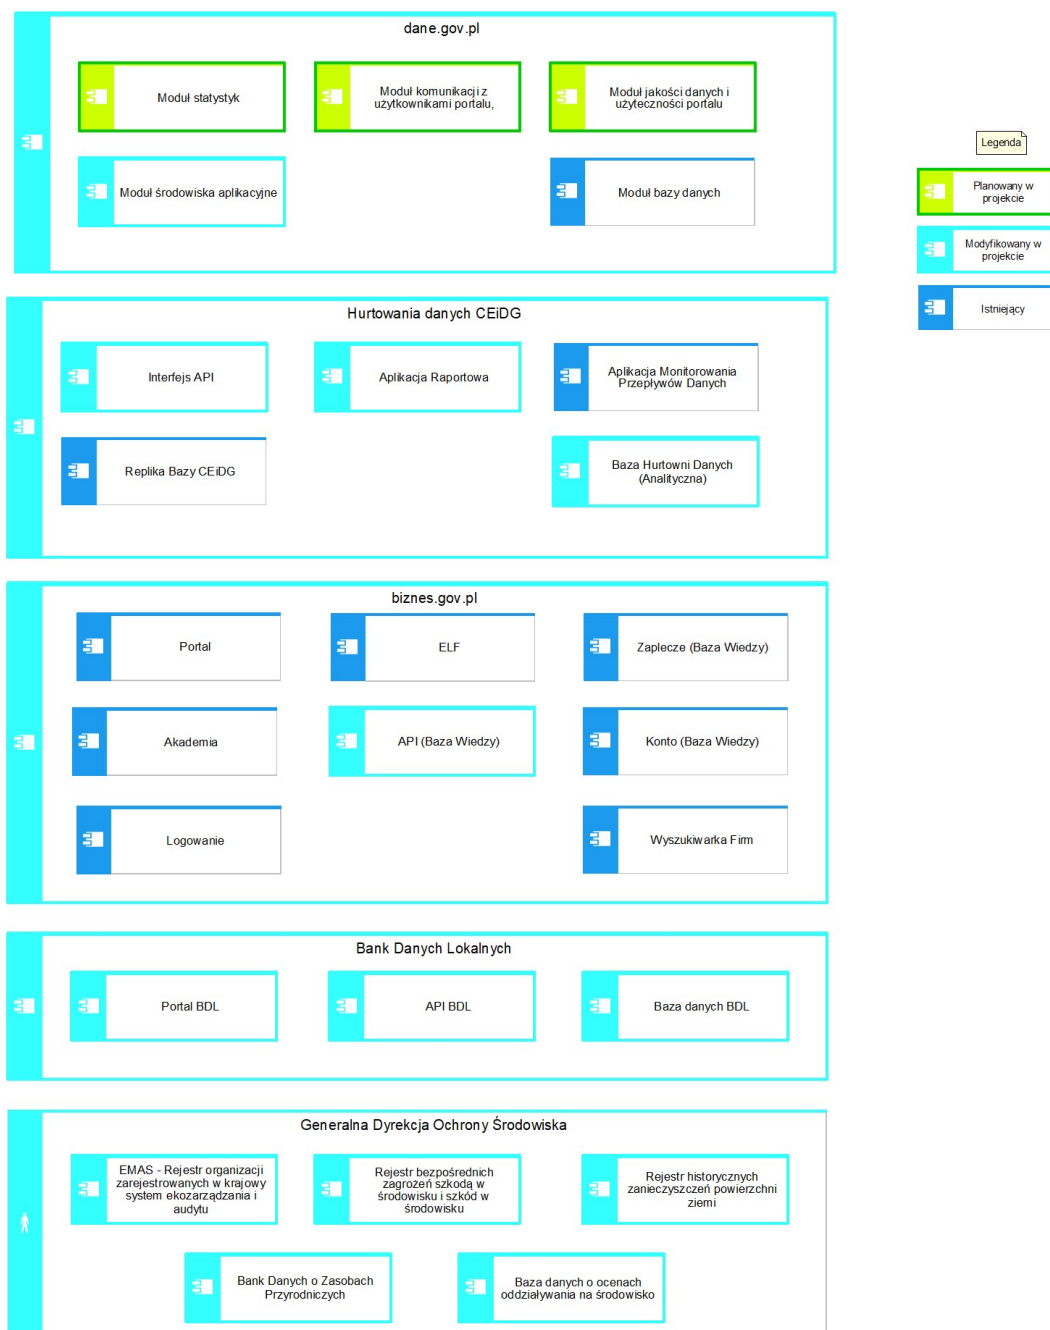 dane.gov.pl
Moduł statystyk
Moduł komunikacji z
użytkownikami portalu,
Moduł jakości danych i
użyteczności portalu
Moduł środowiska aplikacyjne
Moduł bazy danych
Legenda
Planowany w
projekcie
Modyfikowany w
projekcie
Istniejący
Hurtowania danych CEiDG
Interfejs API
Aplikacja Raportowa
Aplikacja Monitorowania
Przepływów Danych
Replika Bazy CEiDG
Baza Hurtowni Danych
(Analityczna)
biznes.gov.pl
Portal
ELF
Zaplecze (Baza Wiedzy)
Akademia
API (Baza Wiedzy)
Konto (Baza Wiedzy)
Logowanie
Wyszukiwarka Firm
Bank Danych Lokalnych
Portal BDL
API BDL
Baza danych BDL
Generalna Dyrekcja Ochrony Środowiska
EMAS - Rejestr organizacji
zarejestrowanych w krajowy
system ekozarządzania i
audytu
Rejestr bezpośrednich
zagrożeń szkodą w
środowisku i szkód w
środowisku
Rejestr historycznych
zanieczyszczeń powierzchni
ziemi
Bank Danych o Zasobach
Przyrodniczych
Baza danych o ocenach
oddziaływania na środowisko